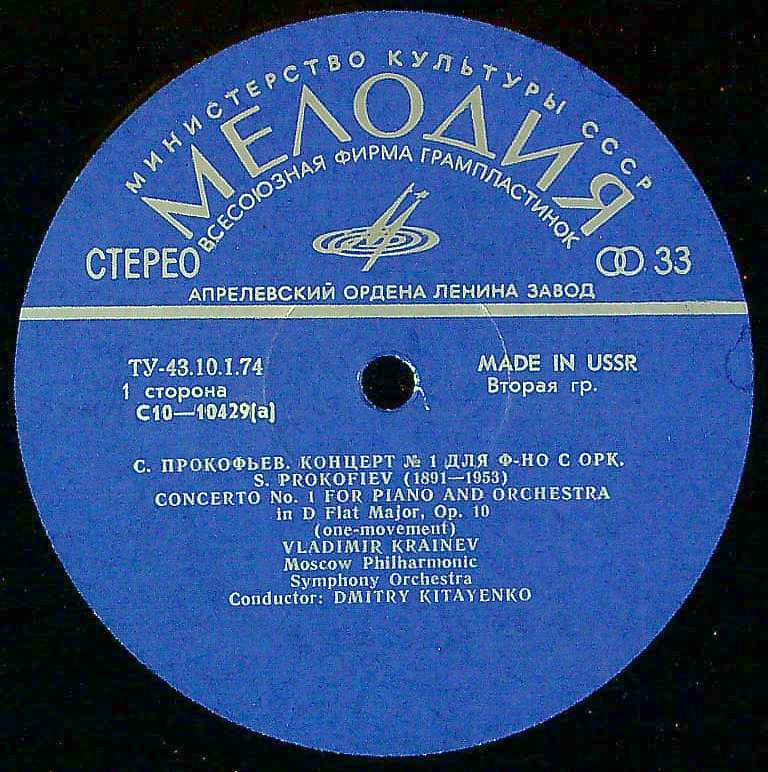 МИНИСТЕРСТВО КУЛЬТУРЫ СССР
МЕЛОДИЯ
ВСЕСОЮЗНАЯ ФИРМА ГРАМПЛАСТИНОК
СТЕРЕО
33
АПРЕЛЕВСКИЙ ОРДЕНА ЛЕНИНА ЗАВОД
ТУ-43.10.1.74
MADE IN USSR
1 сторона
Вторая гр.
С10—10429(а)
С. ПРОКОФЬЕВ. КОНЦЕРТ № 1 ДЛЯ Ф-НО С ОРК.
S. PROKOFIEV (1891—1953)
CONCERTO No. 1 FOR PIANO AND ORCHESTRA
in D Flat Major, Op. 10
(one-movement)
VLADIMIR KRAINEV
Moscow Philharmonic
Symphony Orchestra
Conductor: DMITRY KITAYENKO